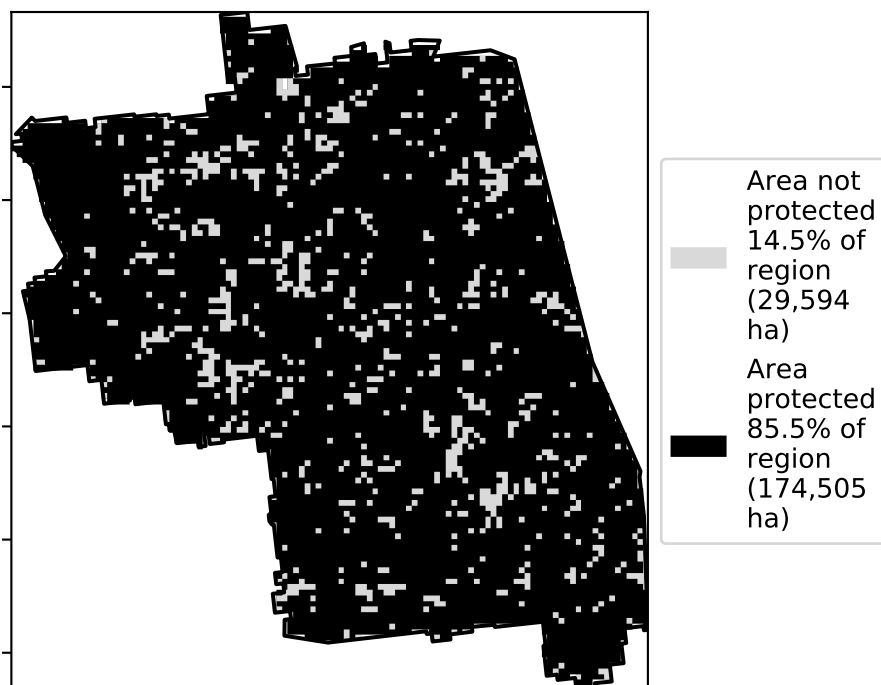 Area not
protected
14.5% of
region
(29,594
ha)
Area
protected
85.5% of
region
(174,505
ha)